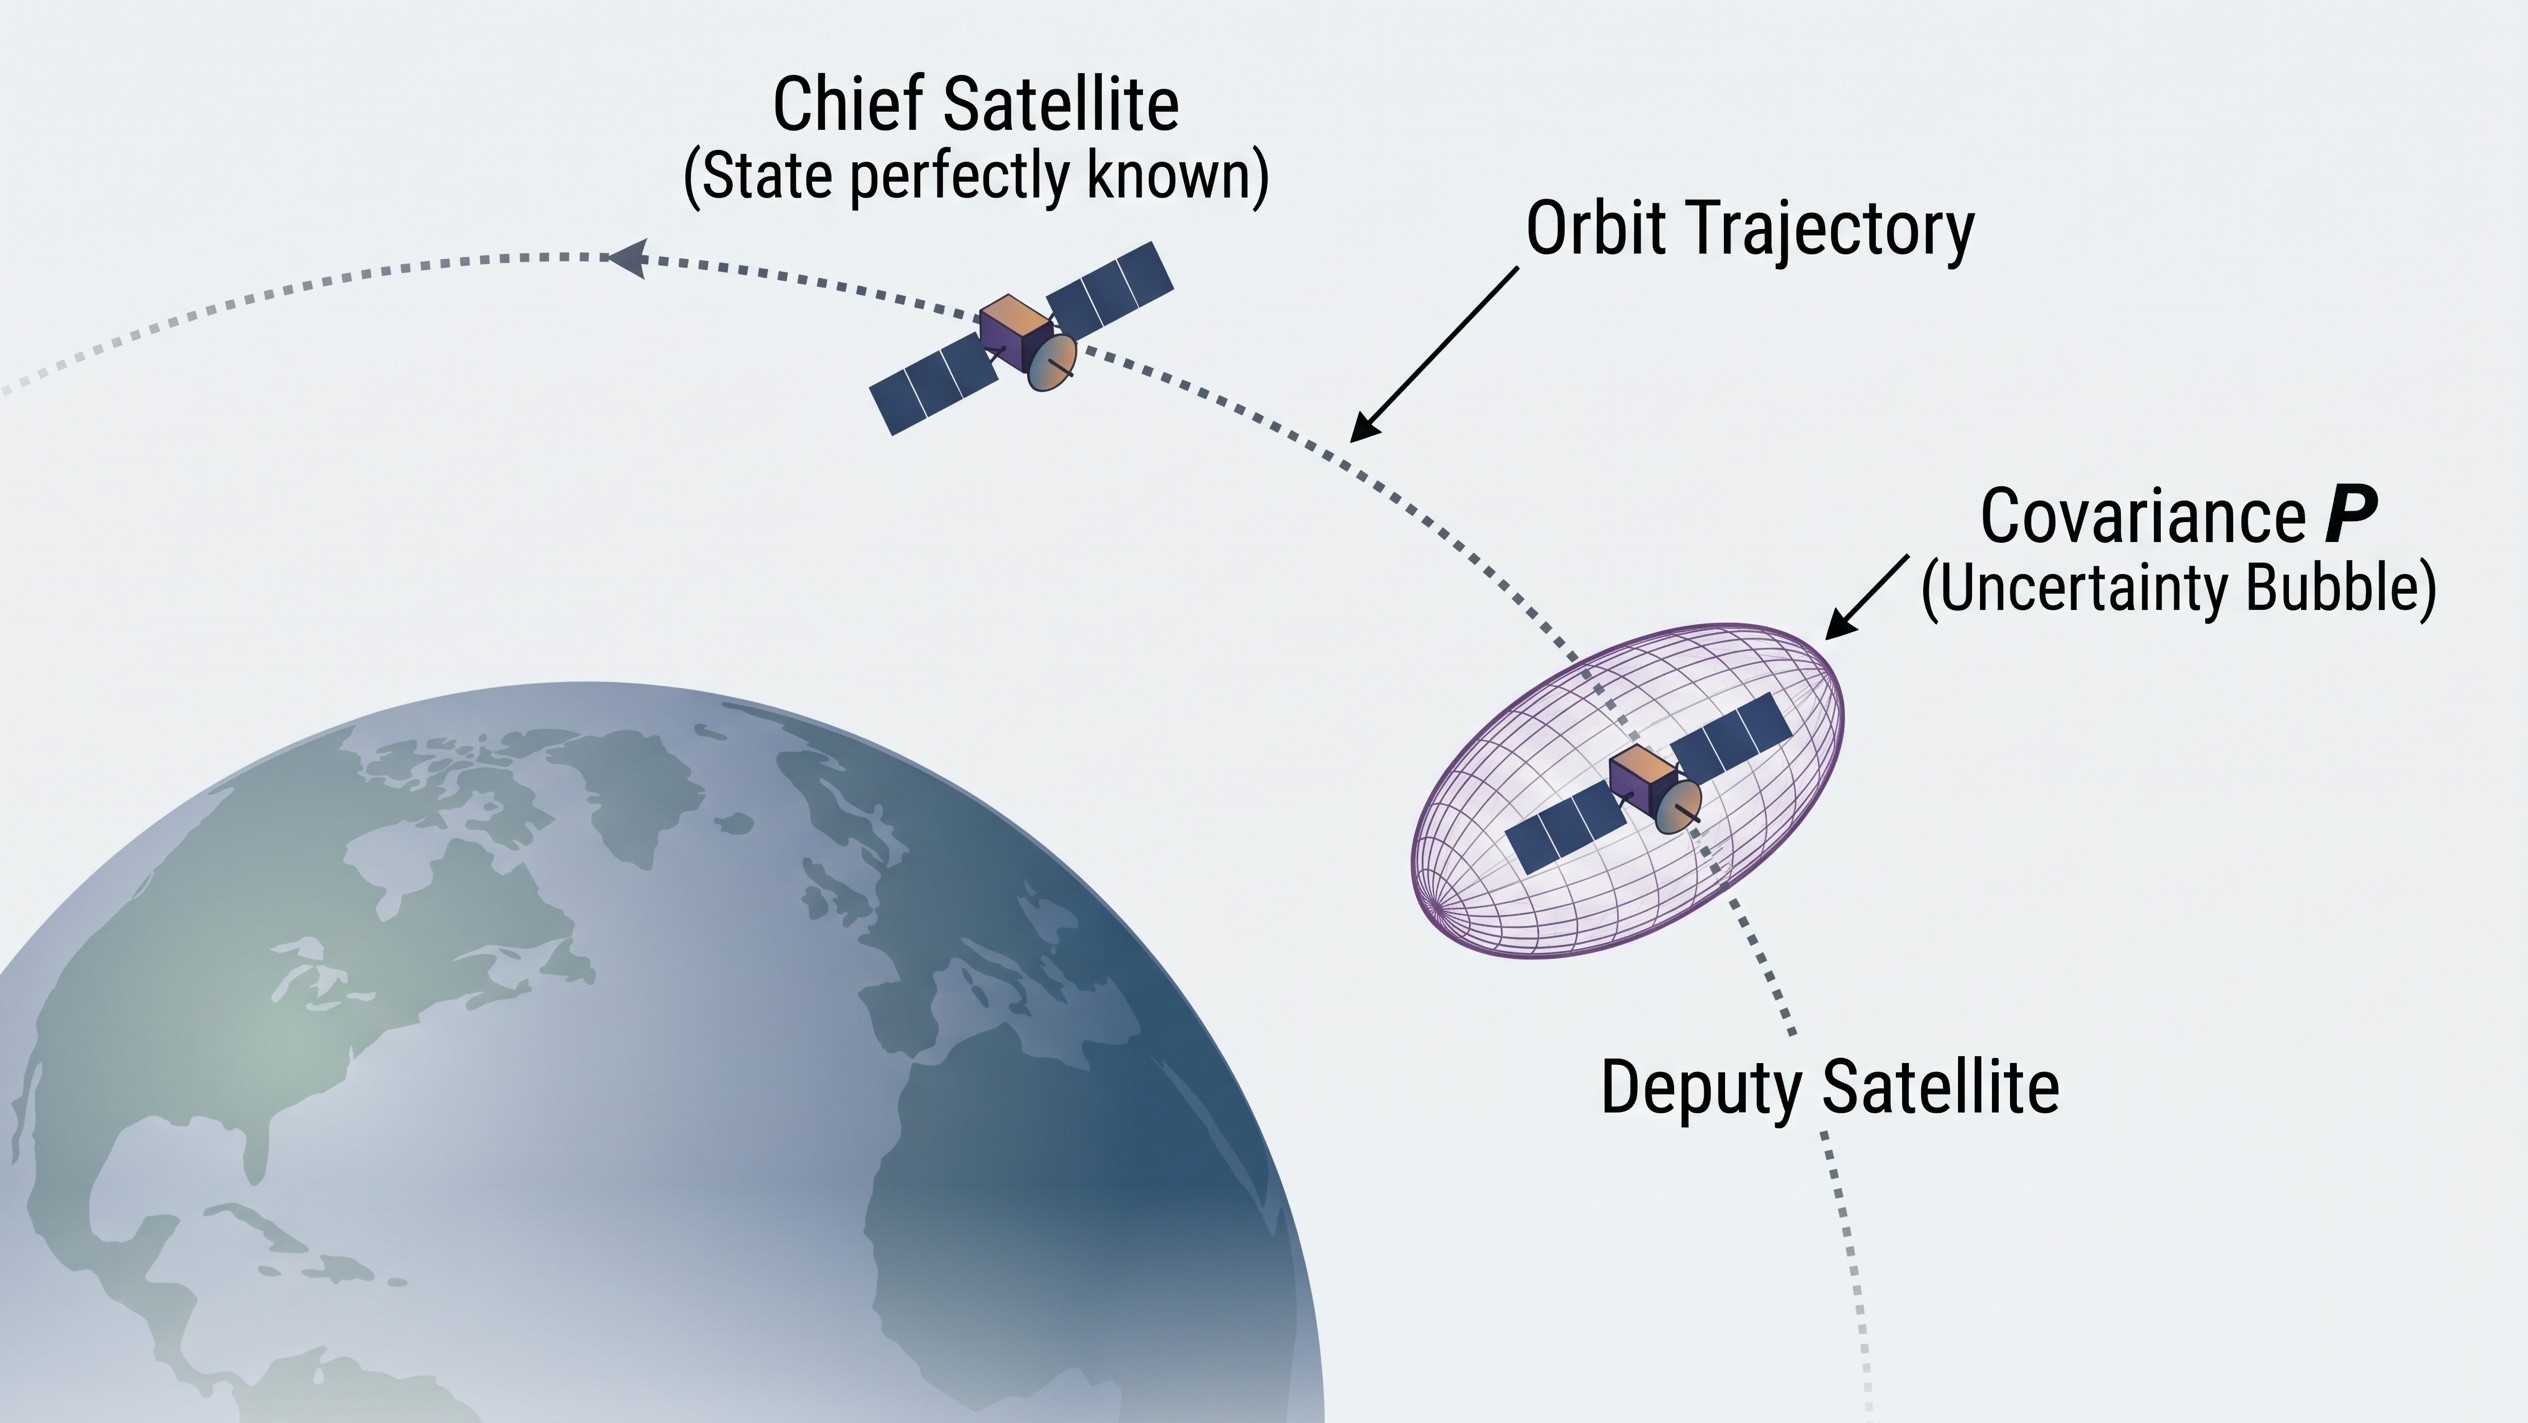 Chief Satellite
(State perfectly known)
Orbit Trajectory
Covariance P
(Uncertainty Bubble)
Deputy Satellite